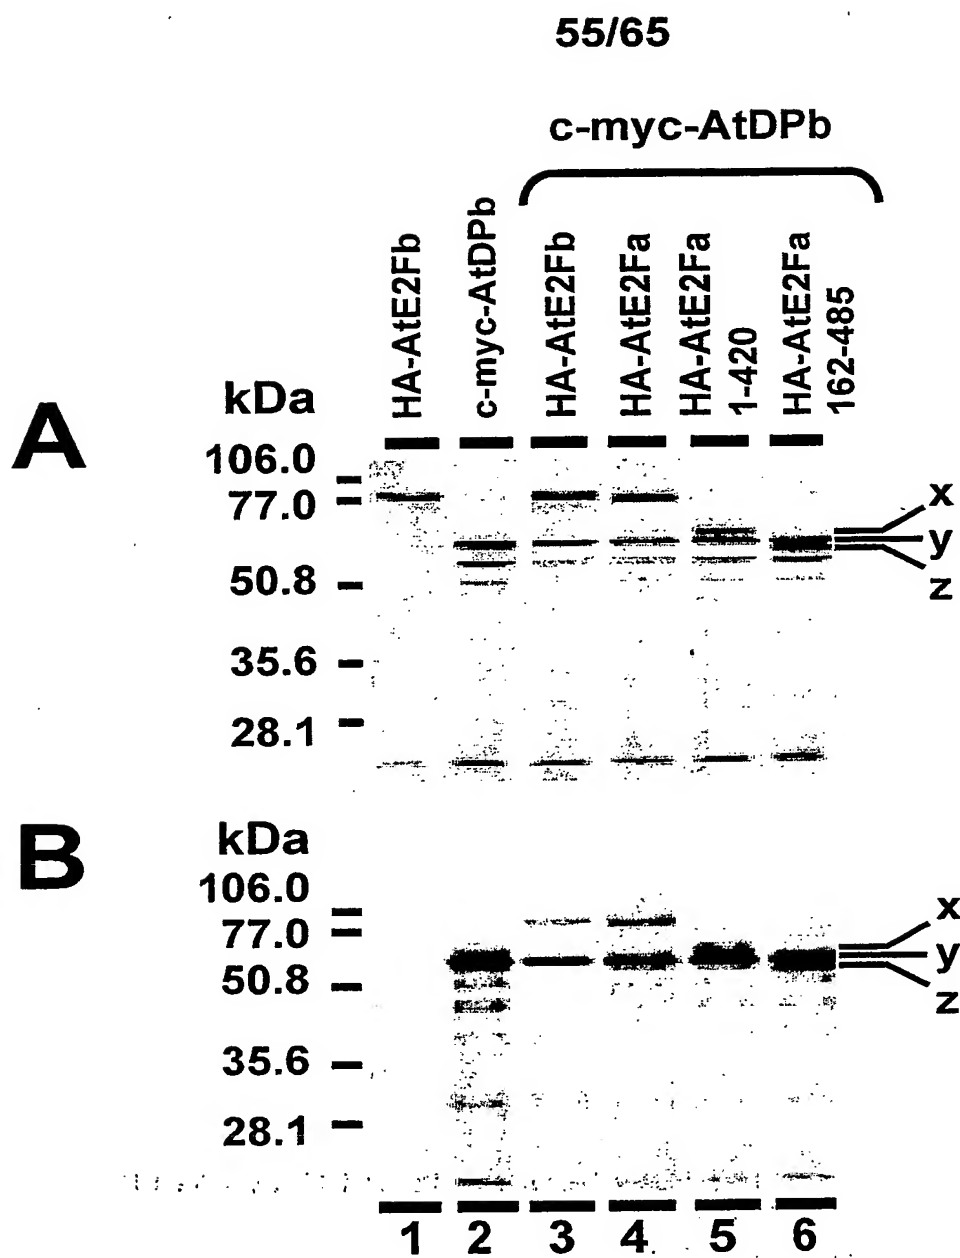 55/65
c-myc-AtDPb
HA-AtE2Fb
c-myc-AtDPb
HA-AtE2Fb
HA-AtE2Fa
HA-AtE2Fa
1-420
HA-AtE2Fa
162-485
A
kDa
106.0
77.0
50.8
35.6
28.1
x
y
z
B
kDa
106.0
77.0
50.8
35.6
28.1
x
y
z
1 2 3 4 5 6